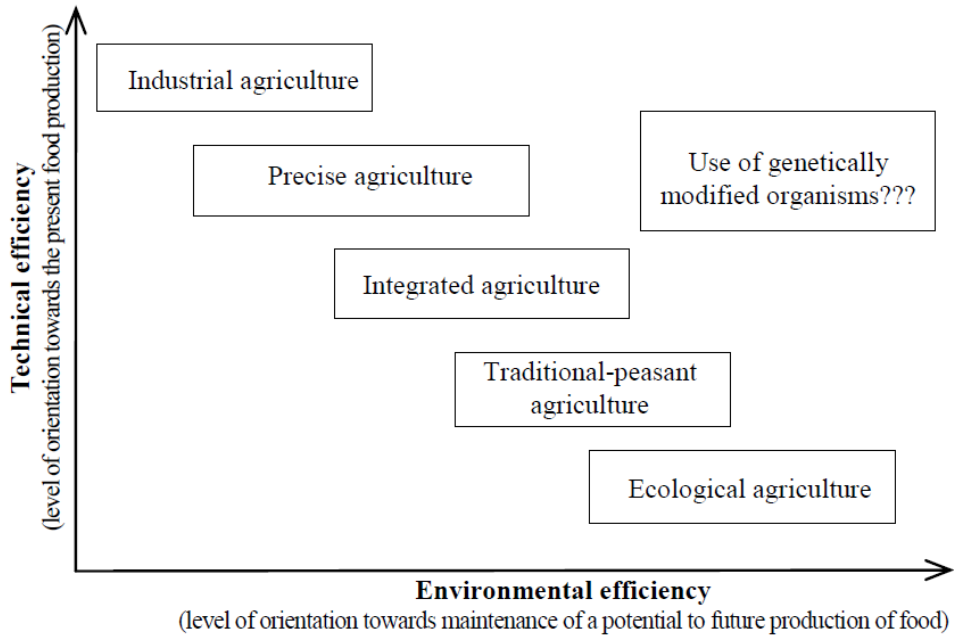 Technical efficiency
(level of orientation towards the present food production)
Industrial agriculture
Precise agriculture
Use of genetically
modified organisms???
Integrated agriculture
Traditional-peasant
agriculture
Ecological agriculture
Environmental efficiency
(level of orientation towards maintenance of a potential to future production of food)